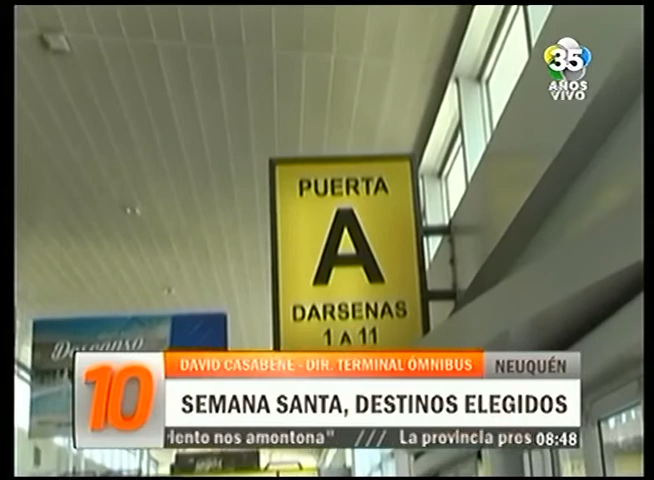 35
AÑOS
VIVO
PUERTA
A
DARSENAS
1 A 11
Descanso
DAVID CASABENE - DIR. TERMINAL ÓMNIBUS
NEUQUÉN
10
SEMANA SANTA, DESTINOS ELEGIDOS
iento nos amontona" /// La provincia pros
08:48